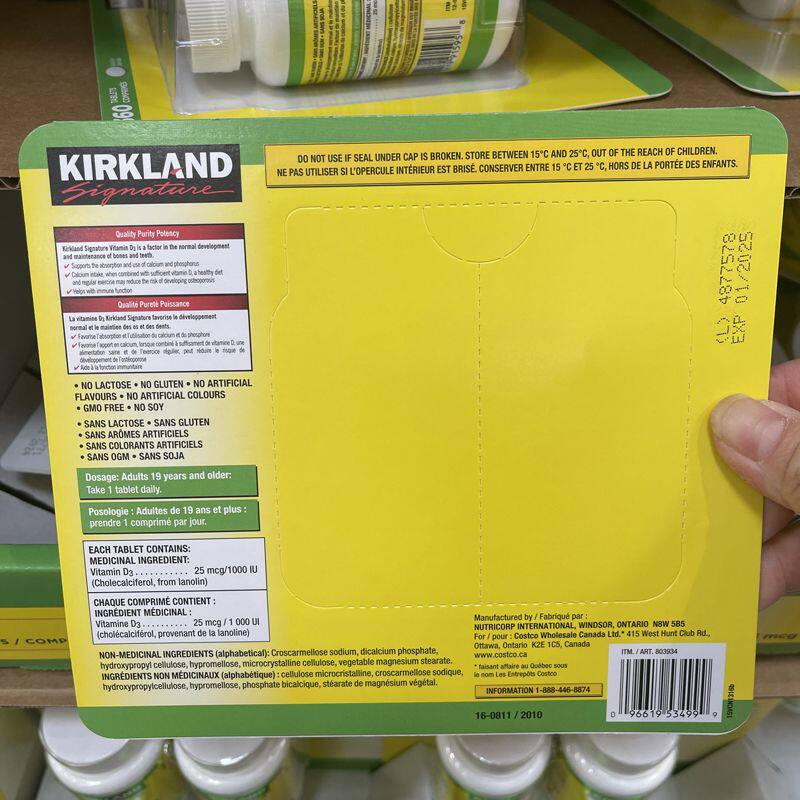 360 TABLETS
COMPRIMÉS
KIRKLAND
Signature
DO NOT USE IF SEAL UNDER CAP IS BROKEN. STORE BETWEEN 15°C AND 25°C, OUT OF THE REACH OF CHILDREN.
NE PAS UTILISER SI L'OPERCULE INTÉRIEUR EST BRISÉ. CONSERVER ENTRE 15 °C ET 25 °C, HORS DE LA PORTÉE DES ENFANTS.
(L) 4877578
EXP 01/2025
Quality Purity Potency
Kirkland Signature Vitamin D3 is a factor in the normal development
and maintenance of bones and teeth.
✓ Supports the absorption and use of calcium and phosphorus
✓ Calcium intake, when combined with sufficient vitamin D, a healthy diet
and regular exercise may reduce the risk of developing osteoporosis
✓ Helps with immune function
Qualité Pureté Puissance
La vitamine D3 Kirkland Signature favorise le développement
normal et le maintien des os et des dents.
✓ Favorise l'absorption et l'utilisation du calcium et du phosphore
✓ Favorise l'apport en calcium, lorsque combiné à suffisament de vitamine D, une
alimentation saine et de l'exercice régulier, peut réduire le risque de
développement de l'ostéoporose
✓ Aide à la fonction immunitaire
• NO LACTOSE • NO GLUTEN • NO ARTIFICIAL
FLAVOURS • NO ARTIFICIAL COLOURS
• GMO FREE • NO SOY
• SANS LACTOSE • SANS GLUTEN
• SANS ARÔMES ARTIFICIELS
• SANS COLORANTS ARTIFICIELS
• SANS OGM • SANS SOJA
Dosage: Adults 19 years and older:
Take 1 tablet daily.
Posologie : Adultes de 19 ans et plus :
prendre 1 comprimé par jour.
EACH TABLET CONTAINS:
MEDICINAL INGREDIENT:
Vitamin D3 . . . . . . . . . . . 25 mcg/1000 IU
(Cholecalciferol, from lanolin)
CHAQUE COMPRIMÉ CONTIENT :
INGRÉDIENT MÉDICINAL :
Vitamine D3 . . . . . . . . . . 25 mcg / 1 000 UI
(cholécalciférol, provenant de la lanoline)
NON-MEDICINAL INGREDIENTS (alphabetical): Croscarmellose sodium, dicalcium phosphate,
hydroxypropyl cellulose, hypromellose, microcrystalline cellulose, vegetable magnesium stearate.
INGRÉDIENTS NON MÉDICINAUX (alphabétique) : cellulose microcristalline, croscarmellose sodique,
hydroxypropylcellulose, hypromellose, phosphate bicalcique, stéarate de magnésium végétal.
Manufactured by / Fabriqué par :
NUTRICORP INTERNATIONAL, WINDSOR, ONTARIO N8W 5B5
For / pour : Costco Wholesale Canada Ltd.* 415 West Hunt Club Rd.,
Ottawa, Ontario K2E 1C5, Canada
www.costco.ca
* faisant affaire au Québec sous
le nom Les Entrepôts Costco
INFORMATION 1-888-446-8874
16-0811 / 2010
ITM. / ART. 803934
0 96619 53499 9
15VCN1316b
S / COMP
mcg